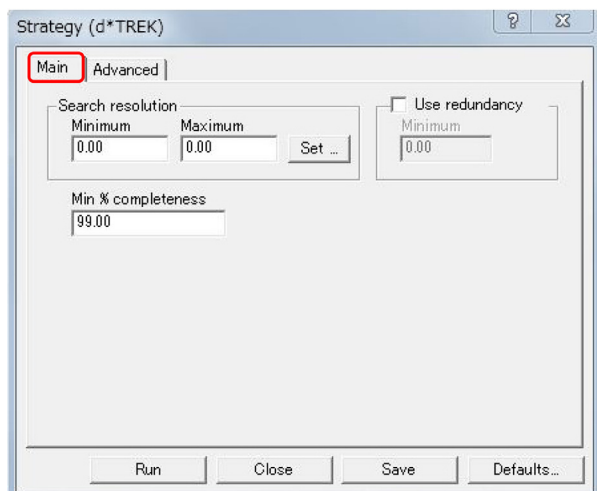 Strategy (d*TREK)
Main Advanced
Search resolution
Minimum Maximum
0.00 0.00 Set ...
Use redundancy
Minimum
0.00
Min % completeness
99.00
Run Close Save Defaults...